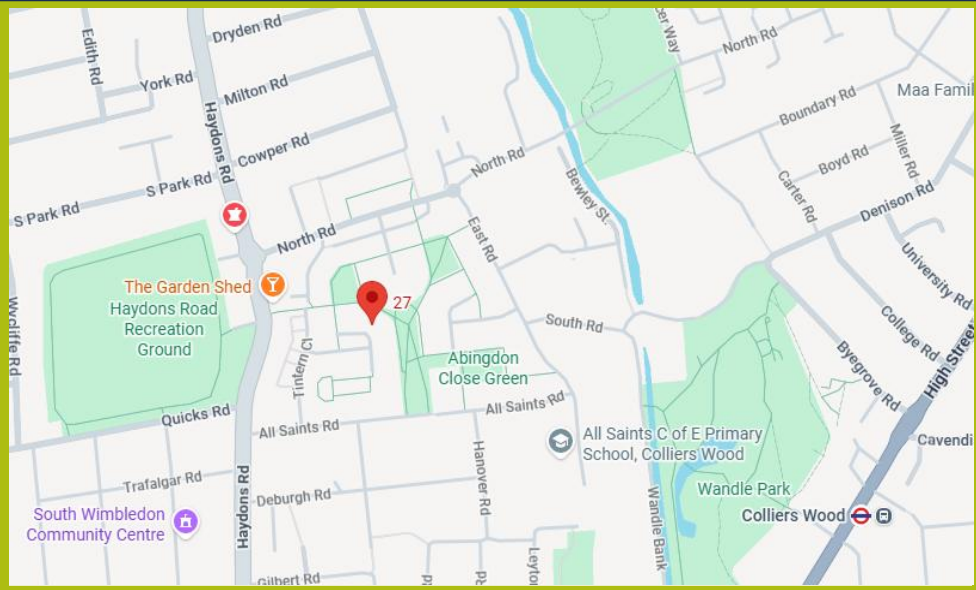 Dryden Rd
Edith Rd
York Rd
Milton Rd
Haydons Rd
Cowper Rd
S Park Rd
S Park Rd
North Rd
North Rd
North Rd
Maa Famil
Boundary Rd
Boyd Rd
Miller Rd
Carter Rd
Denison Rd
Bewley St.
East Rd
University Rd
The Garden Shed
Haydons Road
Recreation
Ground
27
Wycliffe Rd
Tintern Cl
South Rd
Abingdon
Close Green
College Rd
High Street
Byegrove Rd
Quicks Rd
All Saints Rd
All Saints Rd
All Saints C of E Primary
School, Colliers Wood
Cavendi
Hanover Rd
Trafalgar Rd
Deburgh Rd
Haydons Rd
South Wimbledon
Community Centre
Wandle Park
Colliers Wood
Wandle Bank
Gilbert Rd
Leyto